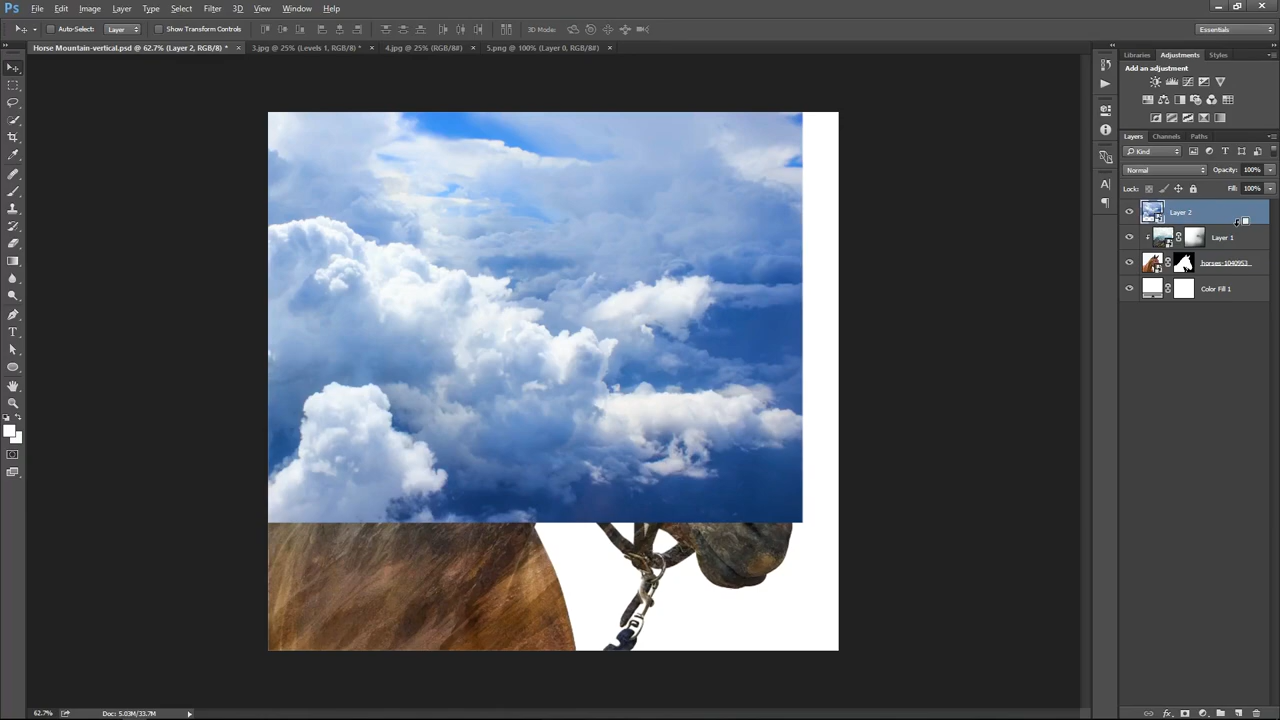 Ps File Edit Image Layer Type Select Filter 3D View Window Help
Auto-Select: Layer Show Transform Controls 3D Mode: Essentials
Horse Mountain-vertical.psd @ 62.7% (Layer 2, RGB/8) * × 3.jpg @ 25% (Levels 1, RGB/8) * × 4.jpg @ 25% (RGB/8#) × 5.png @ 100% (Layer 0, RGB/8#) ×
Libraries Adjustments Styles
Add an adjustment
Layers Channels Paths
Kind
Normal Opacity: 100%
Lock: Fill: 100%
Layer 2
Layer 1
horses-1040953
Color Fill 1
62.7% Doc: 5.03M/33.7M